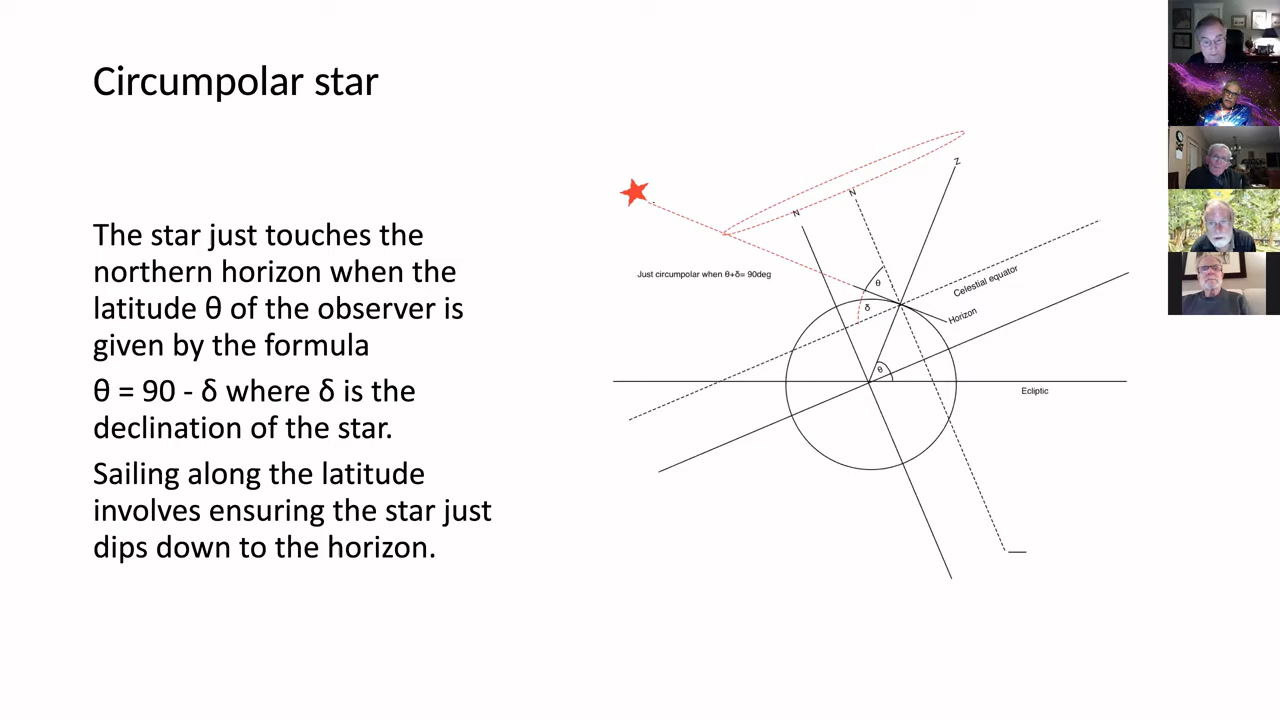 Circumpolar star
The star just touches the
northern horizon when the
latitude θ of the observer is
given by the formula
θ = 90 - δ where δ is the
declination of the star.
Sailing along the latitude
involves ensuring the star just
dips down to the horizon.
Z
N
N
Just circumpolar when θ+δ= 90deg
θ
δ
Celestial equator
Horizon
θ
Ecliptic